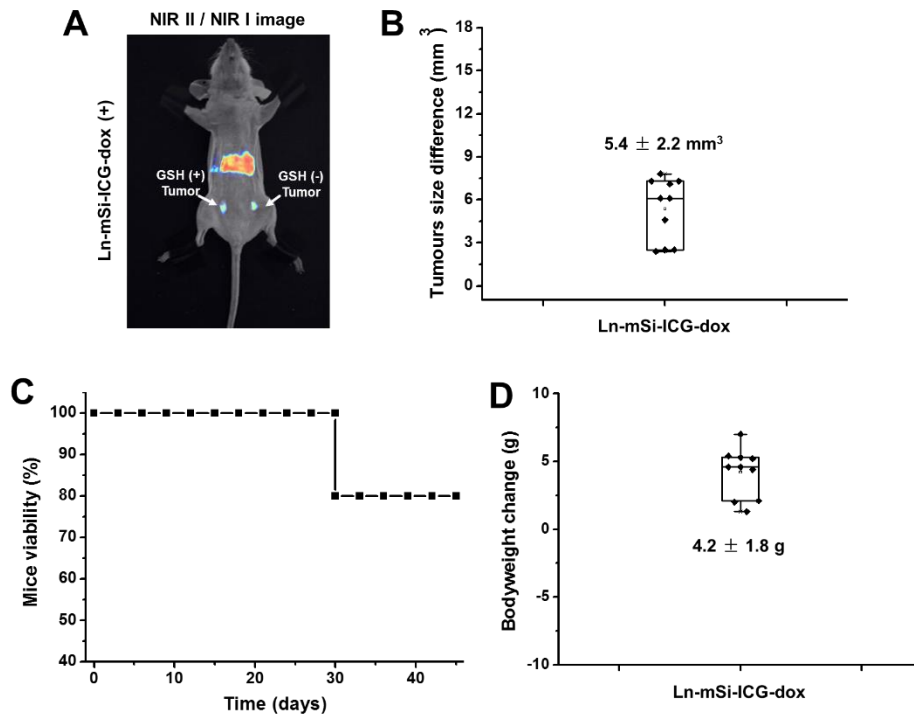 A
NIR II / NIR I image
Ln-mSi-ICG-dox (+)
GSH (+)
Tumor
GSH (-)
Tumor
B
Tumours size difference (mm3)
18
15
12
9
6
3
0
5.4 ± 2.2 mm3
Ln-mSi-ICG-dox
C
Mice viability (%)
100
90
80
70
60
50
40
0
10
20
30
40
Time (days)
D
Bodyweight change (g)
10
5
0
-5
-10
4.2 ± 1.8 g
Ln-mSi-ICG-dox